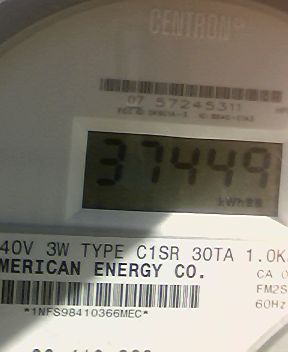 CENTRON
07 57245311
37449
kWh
40V 3W TYPE C1SR 30TA 1.0K
MERICAN ENERGY CO.
CA 0
FM2S
60Hz
*1NFS98410366MEC*